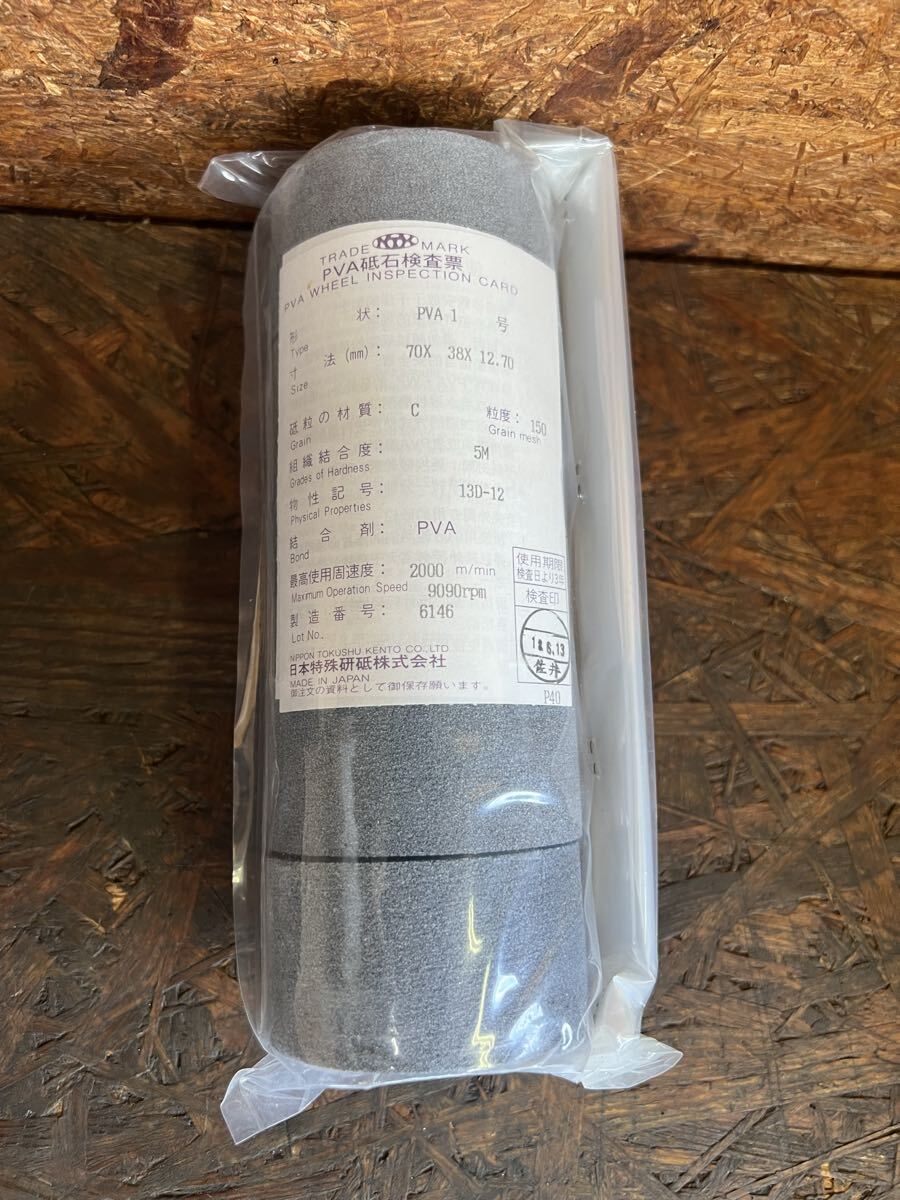 TRADE NTK MARK
PVA砥石検査票
PVA WHEEL INSPECTION CARD
形状： PVA 1 号
Type
寸法(mm)： 70X 38X 12.70
Size
砥粒の材質： C 粒度： 150
Grain Grain mesh
組織結合度： 5M
Grades of Hardness
物性記号： 13D-12
Physical Properties
結合剤： PVA
Bond
最高使用周速度： 2000 m/min
Maximum Operation Speed 9090rpm
製造番号： 6146
Lot No.
使用期限
検査日より3年
検査印
12.6.13
佐井
NIPPON TOKUSHU KENTO CO.,LTD.
日本特殊研砥株式会社
MADE IN JAPAN
御注文の資料として御保存願います。
P40